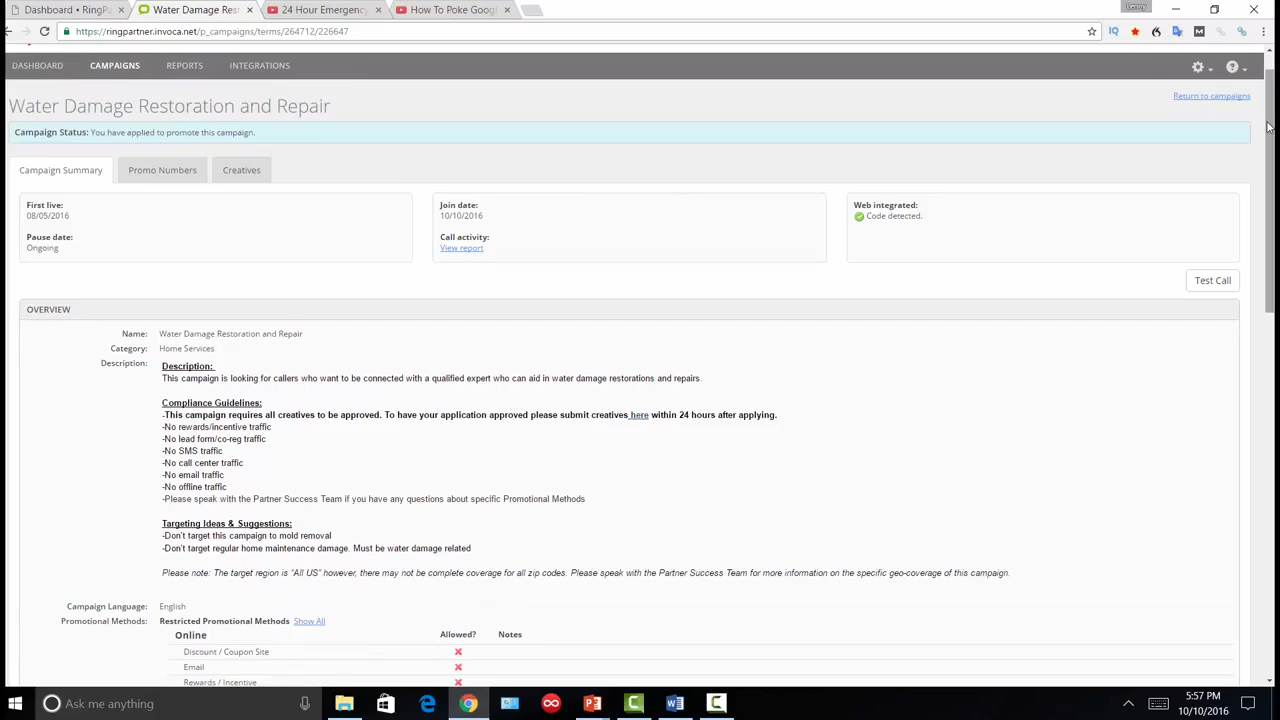 Dashboard • RingPa
Water Damage Rest
24 Hour Emergency
How To Poke Googl
Lenny
https://ringpartner.invoca.net/p_campaigns/terms/264712/226647
DASHBOARD CAMPAIGNS REPORTS INTEGRATIONS
Water Damage Restoration and Repair
Return to campaigns
Campaign Status: You have applied to promote this campaign.
Campaign Summary Promo Numbers Creatives
First live:
08/05/2016
Pause date:
Ongoing
Join date:
10/10/2016
Call activity:
View report
Web integrated:
Code detected.
Test Call
OVERVIEW
Name: Water Damage Restoration and Repair
Category: Home Services
Description: Description:
This campaign is looking for callers who want to be connected with a qualified expert who can aid in water damage restorations and repairs.
Compliance Guidelines:
-This campaign requires all creatives to be approved. To have your application approved please submit creatives here within 24 hours after applying.
-No rewards/incentive traffic
-No lead form/co-reg traffic
-No SMS traffic
-No call center traffic
-No email traffic
-No offline traffic
-Please speak with the Partner Success Team if you have any questions about specific Promotional Methods
Targeting Ideas & Suggestions:
-Don't target this campaign to mold removal
-Don't target regular home maintenance damage. Must be water damage related
Please note: The target region is "All US" however, there may not be complete coverage for all zip codes. Please speak with the Partner Success Team for more information on the specific geo-coverage of this campaign.
Campaign Language: English
Promotional Methods: Restricted Promotional Methods Show All
Online Allowed? Notes
Discount / Coupon Site
Email
Rewards / Incentive
Ask me anything
5:57 PM
10/10/2016